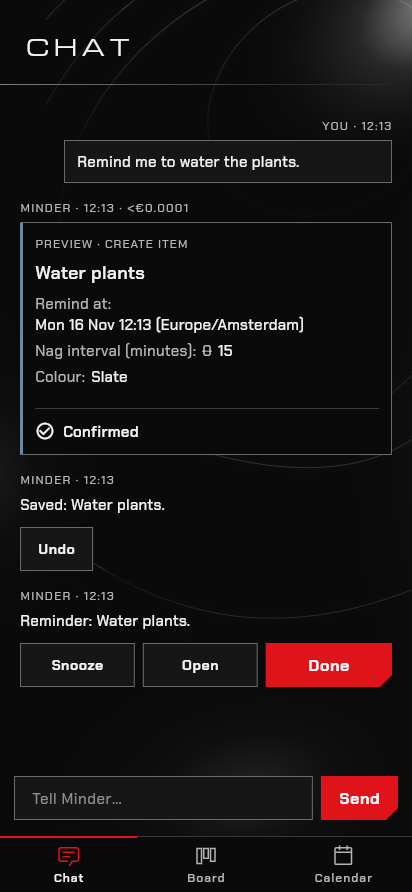 CHAT
YOU · 12:13
Remind me to water the plants.
MINDER · 12:13 · <€0.0001
PREVIEW · CREATE ITEM
Water plants
Remind at:
Mon 16 Nov 12:13 (Europe/Amsterdam)
Nag interval (minutes): 0 15
Colour: Slate
Confirmed
MINDER · 12:13
Saved: Water plants.
Undo
MINDER · 12:13
Reminder: Water plants.
Snooze Open Done
Tell Minder…
Send
Chat Board Calendar